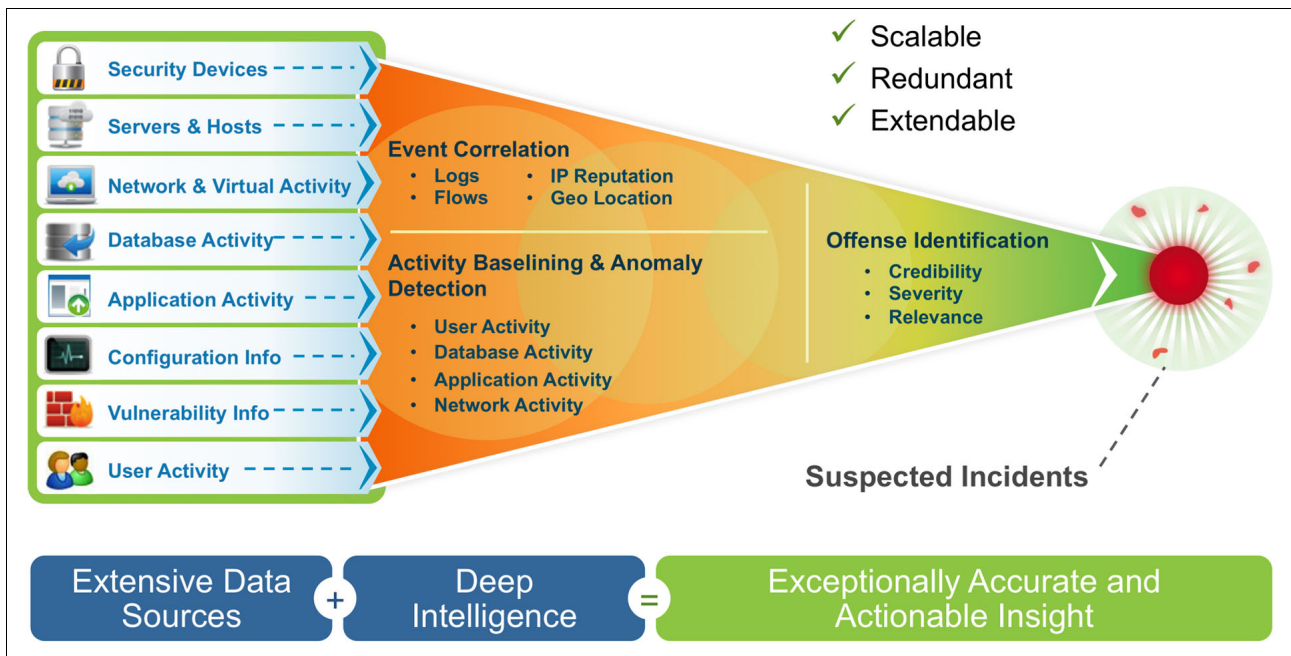 Security Devices
Servers & Hosts
Network & Virtual Activity
Database Activity
Application Activity
Configuration Info
Vulnerability Info
User Activity
Event Correlation
• Logs
• Flows
• IP Reputation
• Geo Location
Activity Baselining & Anomaly
Detection
• User Activity
• Database Activity
• Application Activity
• Network Activity
✓ Scalable
✓ Redundant
✓ Extendable
Offense Identification
• Credibility
• Severity
• Relevance
Suspected Incidents
Extensive Data
Sources
+
Deep
Intelligence
=
Exceptionally Accurate and
Actionable Insight